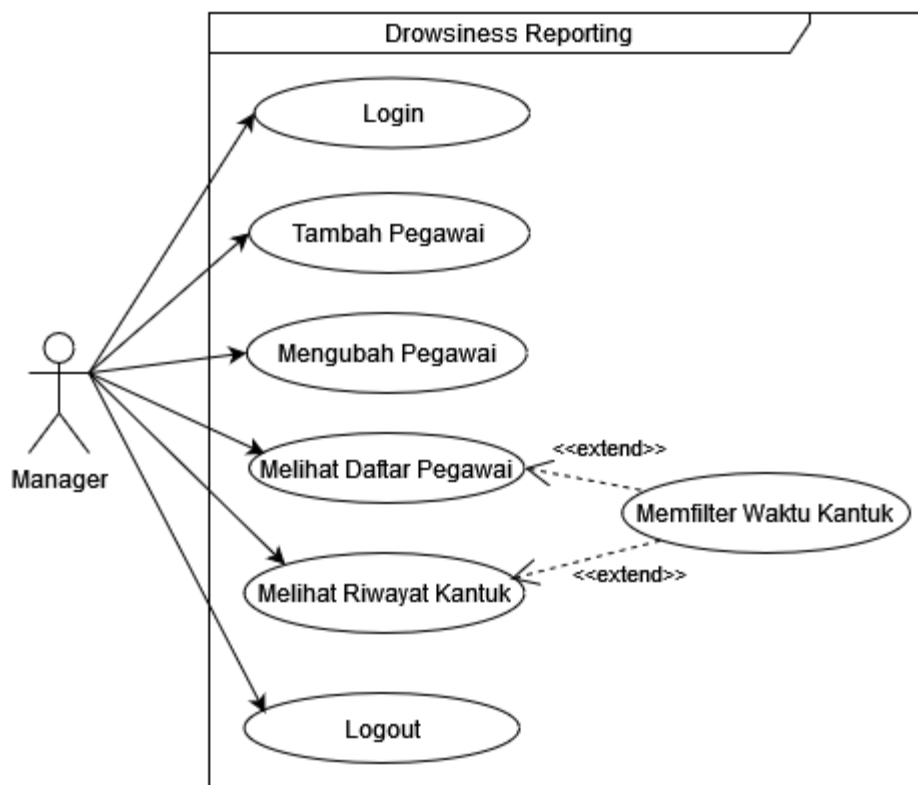 Drowsiness Reporting
Login
Tambah Pegawai
Mengubah Pegawai
Manager
Melihat Daftar Pegawai
<<extend>>
Memfilter Waktu Kantuk
<<extend>>
Melihat Riwayat Kantuk
Logout